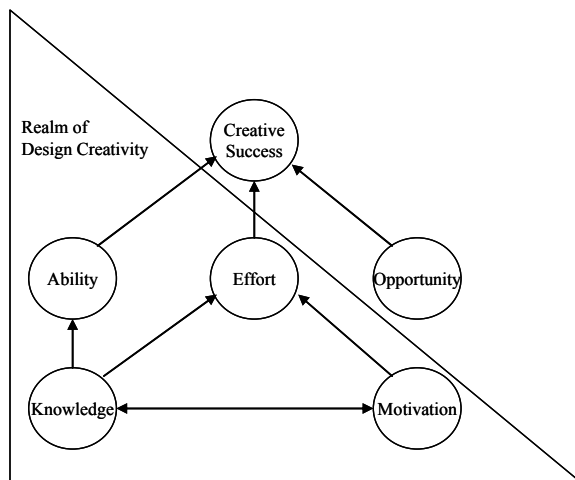 Realm of
Design Creativity
Creative
Success
Ability
Effort
Opportunity
Knowledge
Motivation